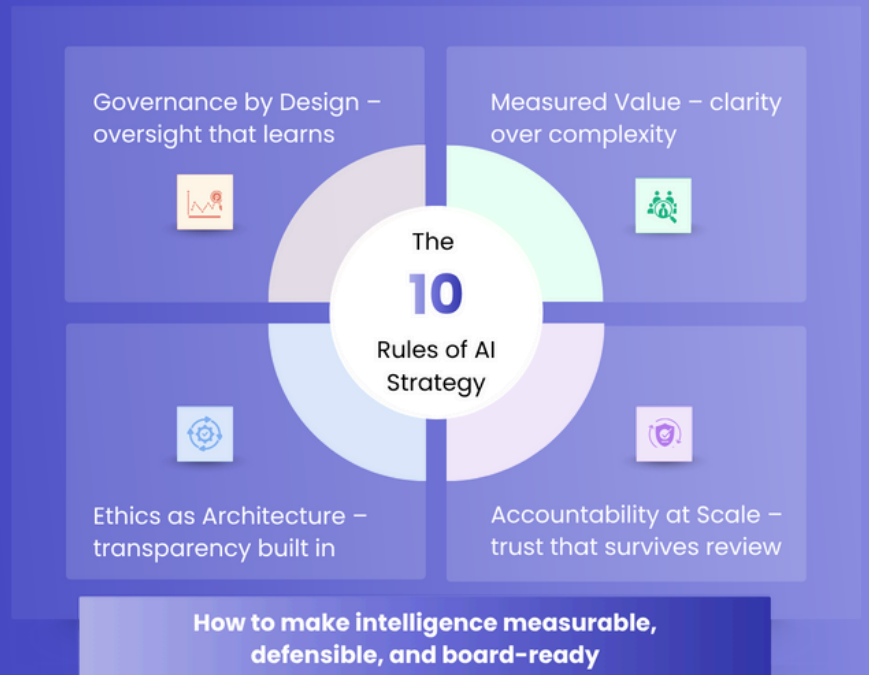 Governance by Design –
oversight that learns
Measured Value – clarity
over complexity
The
10
Rules of AI
Strategy
Ethics as Architecture –
transparency built in
Accountability at Scale –
trust that survives review
How to make intelligence measurable,
defensible, and board-ready